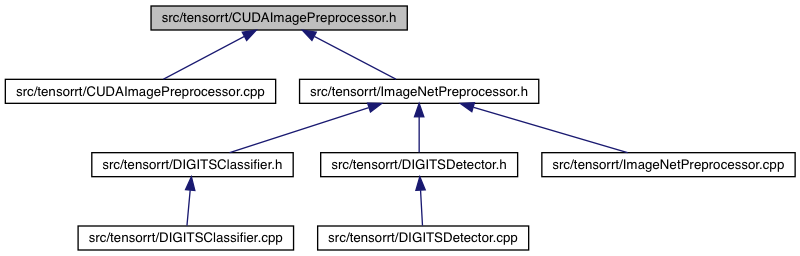 src/tensorrt/CUDAImagePreprocessor.h
src/tensorrt/CUDAImagePreprocessor.cpp
src/tensorrt/ImageNetPreprocessor.h
src/tensorrt/DIGITSClassifier.h
src/tensorrt/DIGITSDetector.h
src/tensorrt/ImageNetPreprocessor.cpp
src/tensorrt/DIGITSClassifier.cpp
src/tensorrt/DIGITSDetector.cpp